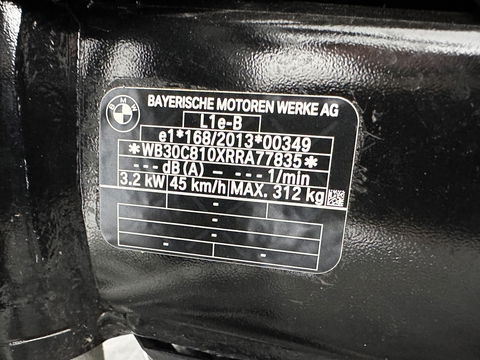 BMW
BAYERISCHE MOTOREN WERKE AG
L1e-B
e1*168/2013*00349
*WB30C810XRRA77835*
--- dB(A) – --- 1/min
3.2 kW 45 km/h MAX. 312 kg
-
-
-
- -